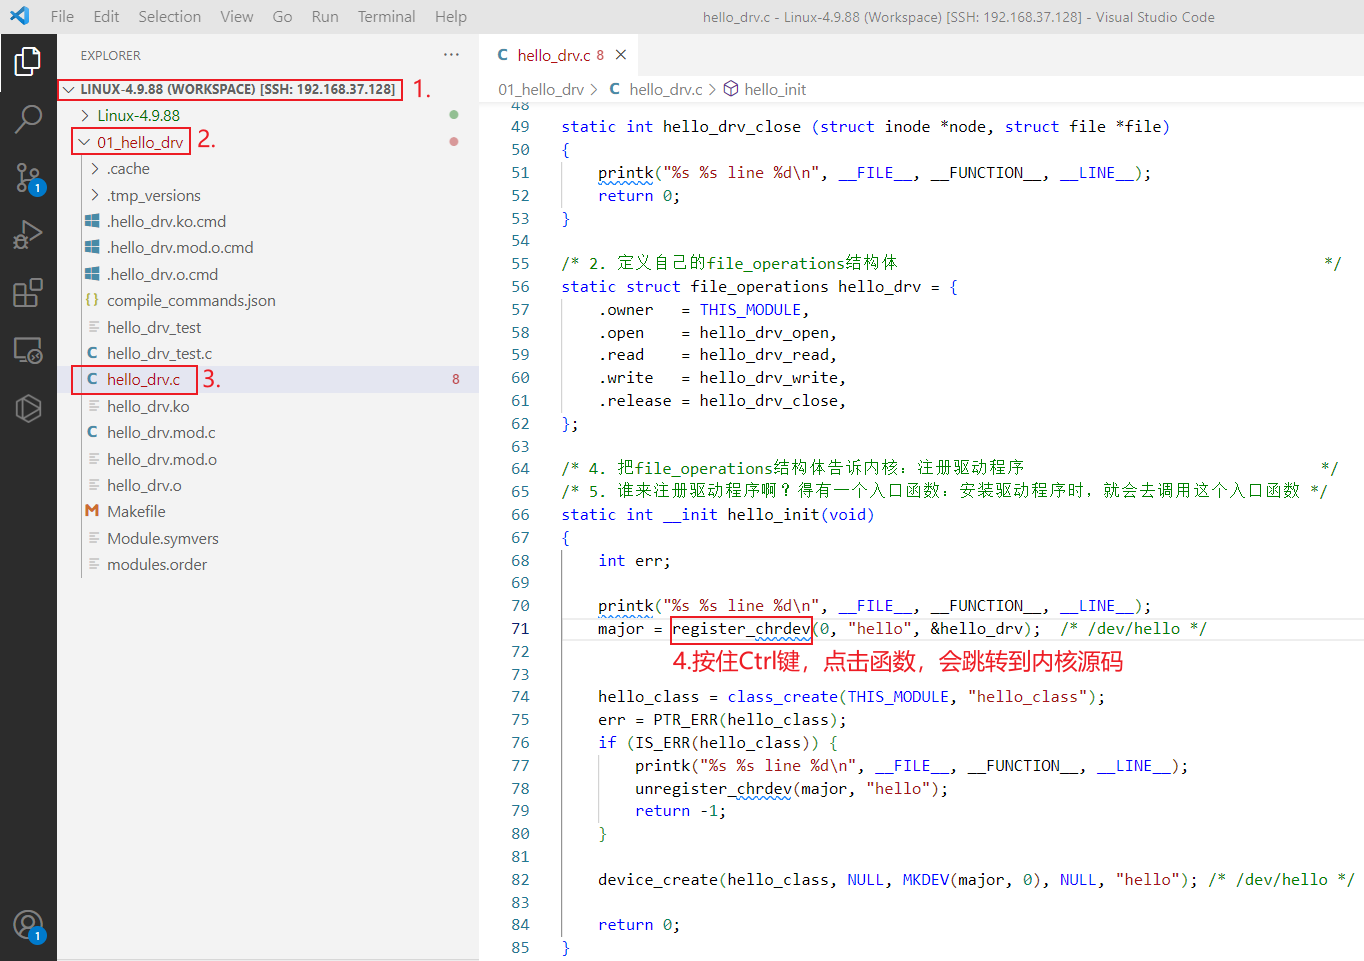 File Edit Selection View Go Run Terminal Help
hello_drv.c - Linux-4.9.88 (Workspace) [SSH: 192.168.37.128] - Visual Studio Code
EXPLORER ···
LINUX-4.9.88 (WORKSPACE) [SSH: 192.168.37.128] 1.
Linux-4.9.88
01_hello_drv 2.
.cache
.tmp_versions
.hello_drv.ko.cmd
.hello_drv.mod.o.cmd
.hello_drv.o.cmd
{} compile_commands.json
hello_drv_test
C hello_drv_test.c
C hello_drv.c 3. 8
hello_drv.ko
C hello_drv.mod.c
hello_drv.mod.o
hello_drv.o
M Makefile
Module.symvers
modules.order
1
1
C hello_drv.c 8 ×
01_hello_drv > C hello_drv.c > hello_init
48
49 static int hello_drv_close (struct inode *node, struct file *file)
50 {
51 printk("%s %s line %d\n", __FILE__, __FUNCTION__, __LINE__);
52 return 0;
53 }
54
55 /* 2. 定义自己的file_operations结构体 */
56 static struct file_operations hello_drv = {
57 .owner = THIS_MODULE,
58 .open = hello_drv_open,
59 .read = hello_drv_read,
60 .write = hello_drv_write,
61 .release = hello_drv_close,
62 };
63
64 /* 4. 把file_operations结构体告诉内核：注册驱动程序 */
65 /* 5. 谁来注册驱动程序啊？得有一个入口函数：安装驱动程序时，就会去调用这个入口函数 */
66 static int __init hello_init(void)
67 {
68 int err;
69
70 printk("%s %s line %d\n", __FILE__, __FUNCTION__, __LINE__);
71 major = register_chrdev(0, "hello", &hello_drv); /* /dev/hello */
72 4.按住Ctrl键，点击函数，会跳转到内核源码
73
74 hello_class = class_create(THIS_MODULE, "hello_class");
75 err = PTR_ERR(hello_class);
76 if (IS_ERR(hello_class)) {
77 printk("%s %s line %d\n", __FILE__, __FUNCTION__, __LINE__);
78 unregister_chrdev(major, "hello");
79 return -1;
80 }
81
82 device_create(hello_class, NULL, MKDEV(major, 0), NULL, "hello"); /* /dev/hello */
83
84 return 0;
85 }